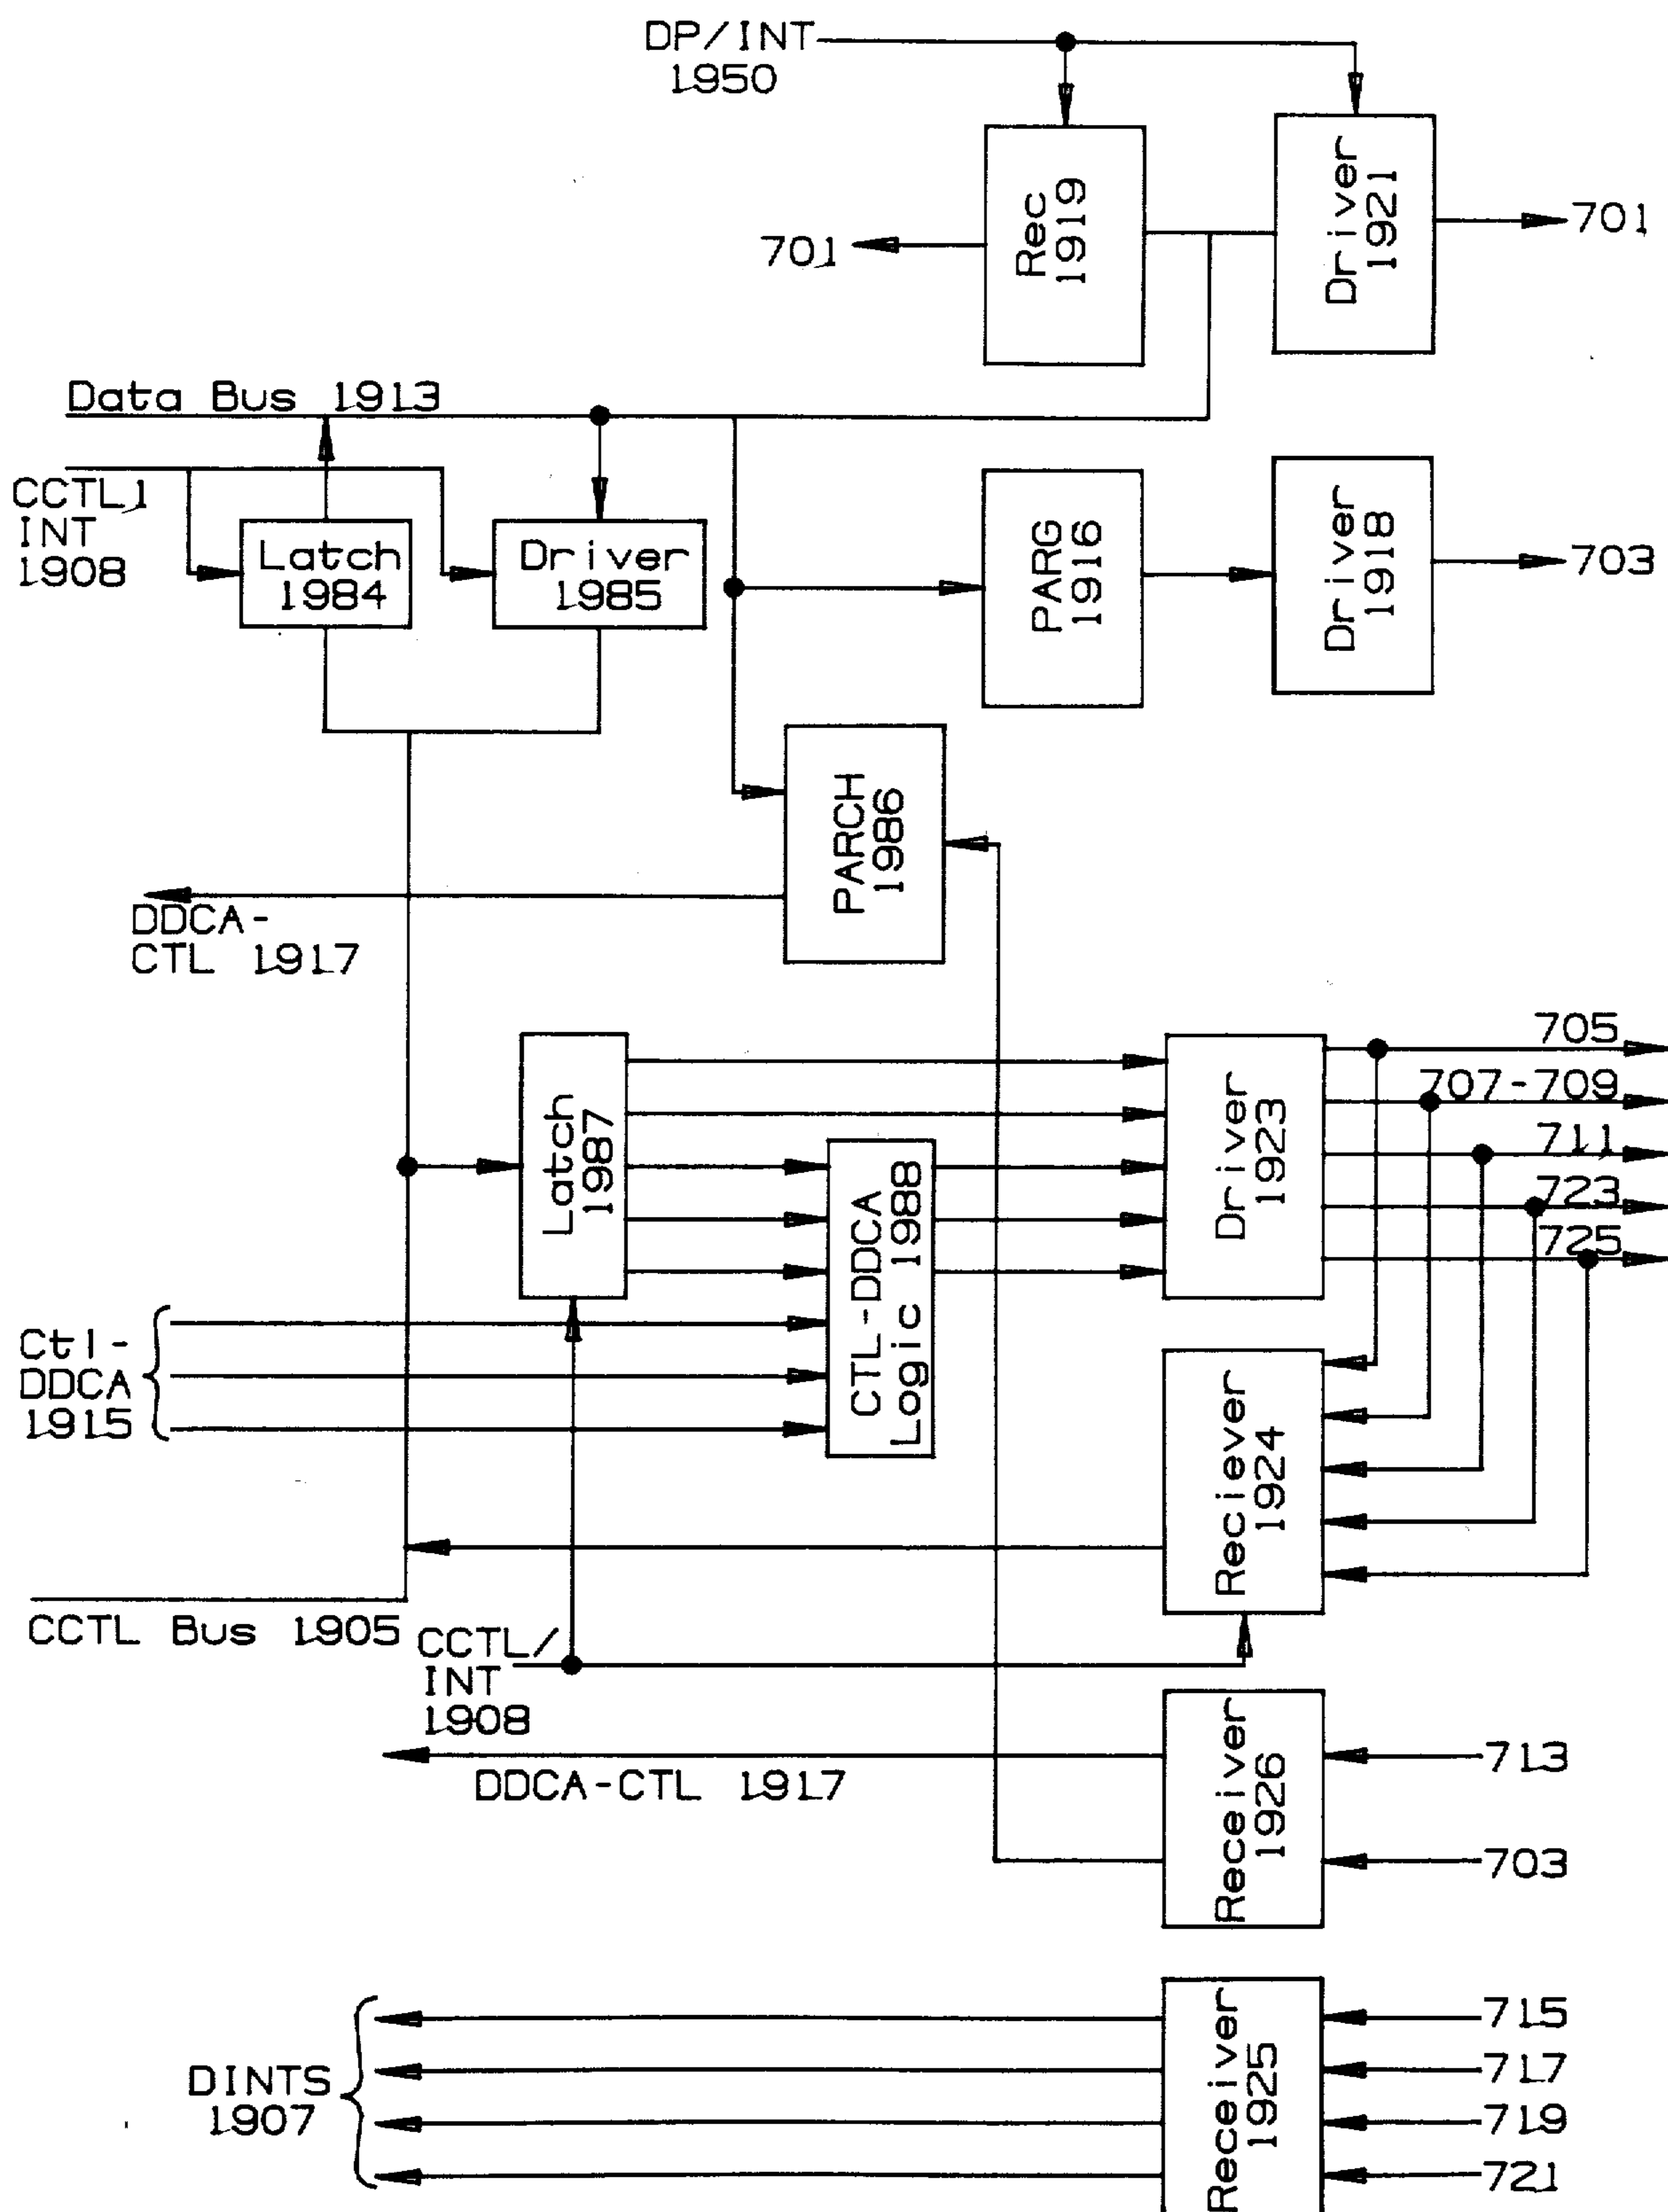 DP/INT
1950
Rec
1919
Driver
1921
701
701
Data Bus 1913
CCTL1
INT
1908
Latch
1984
Driver
1985
PARG
1916
Driver
1918
703
PARCH
1986
DDCA-
CTL 1917
Latch
1987
CTL-DDCA
Logic 1988
Driver
1923
705
707-709
711
723
725
Ctl-
DDCA
1915
Reciever
1924
CCTL Bus 1905
CCTL/
INT
1908
DDCA-CTL 1917
Receiver
1926
713
703
DINTS
1907
Receiver
1925
715
717
719
721